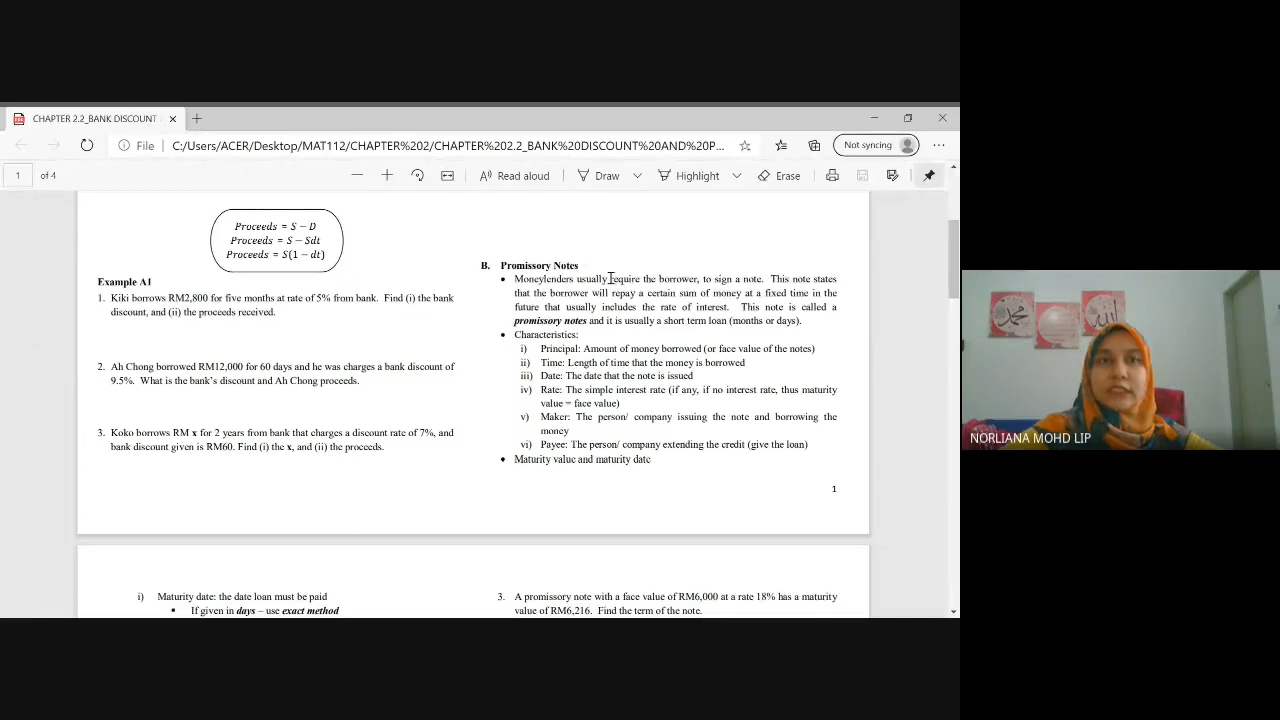 CHAPTER 2.2_BANK DISCOUNT
File
C:/Users/ACER/Desktop/MAT112/CHAPTER%202/CHAPTER%202.2_BANK%20DISCOUNT%20AND%20P...
Not syncing
1 of 4
Read aloud
Draw
Highlight
Erase
Proceeds = S − D
Proceeds = S − Sdt
Proceeds = S(1 − dt)
Example A1
1. Kiki borrows RM2,800 for five months at rate of 5% from bank. Find (i) the bank
discount, and (ii) the proceeds received.
2. Ah Chong borrowed RM12,000 for 60 days and he was charges a bank discount of
9.5%. What is the bank's discount and Ah Chong proceeds.
3. Koko borrows RM x for 2 years from bank that charges a discount rate of 7%, and
bank discount given is RM60. Find (i) the x, and (ii) the proceeds.
B. Promissory Notes
• Moneylenders usually require the borrower, to sign a note. This note states
that the borrower will repay a certain sum of money at a fixed time in the
future that usually includes the rate of interest. This note is called a
promissory notes and it is usually a short term loan (months or days).
• Characteristics:
i) Principal: Amount of money borrowed (or face value of the notes)
ii) Time: Length of time that the money is borrowed
iii) Date: The date that the note is issued
iv) Rate: The simple interest rate (if any, if no interest rate, thus maturity
value = face value)
v) Maker: The person/ company issuing the note and borrowing the
money
vi) Payee: The person/ company extending the credit (give the loan)
• Maturity value and maturity date
1
i) Maturity date: the date loan must be paid
▪ If given in days – use exact method
3. A promissory note with a face value of RM6,000 at a rate 18% has a maturity
value of RM6,216. Find the term of the note.
محمد
الله
NORLIANA MOHD LIP